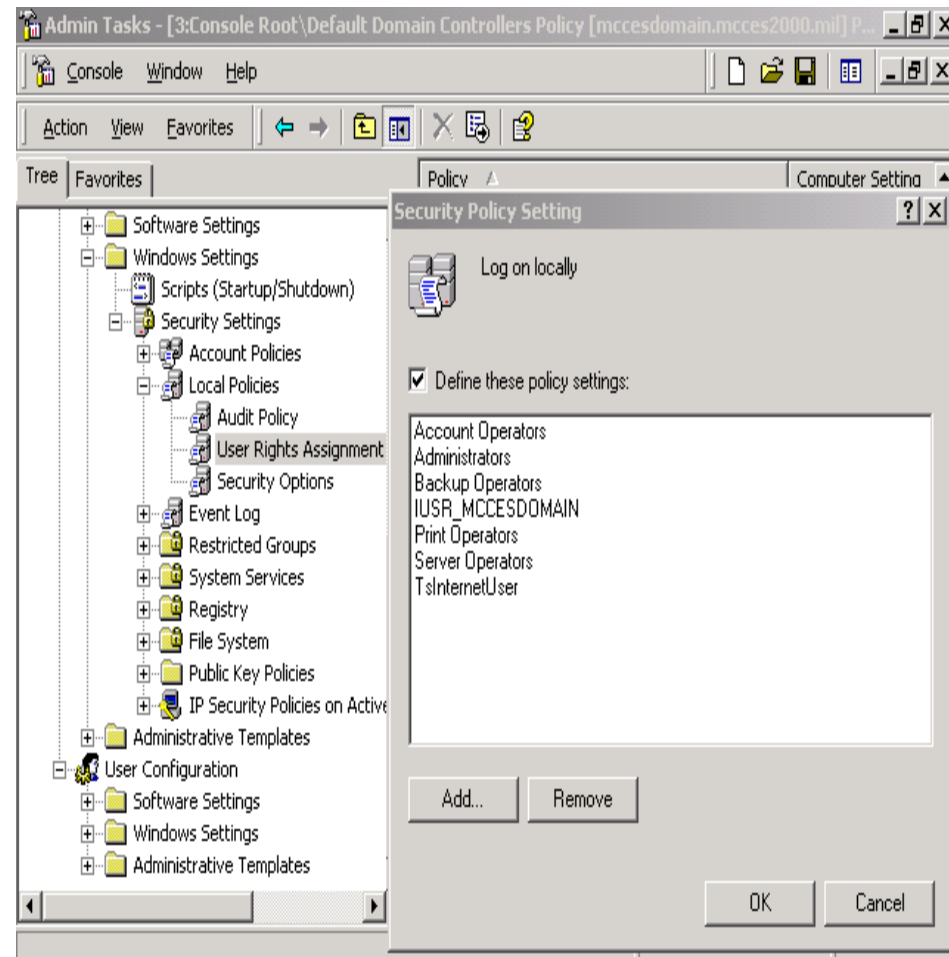 Admin Tasks - [3:Console Root\Default Domain Controllers Policy [mccesdomain.mcces2000.mil] P...
Console Window Help
Action View Favorites
Tree Favorites
Policy Computer Setting
Software Settings
Windows Settings
Scripts (Startup/Shutdown)
Security Settings
Account Policies
Local Policies
Audit Policy
User Rights Assignment
Security Options
Event Log
Restricted Groups
System Services
Registry
File System
Public Key Policies
IP Security Policies on Active
Administrative Templates
User Configuration
Software Settings
Windows Settings
Administrative Templates
Security Policy Setting
Log on locally
Define these policy settings:
Account Operators
Administrators
Backup Operators
IUSR_MCCESDOMAIN
Print Operators
Server Operators
TsInternetUser
Add... Remove
OK Cancel